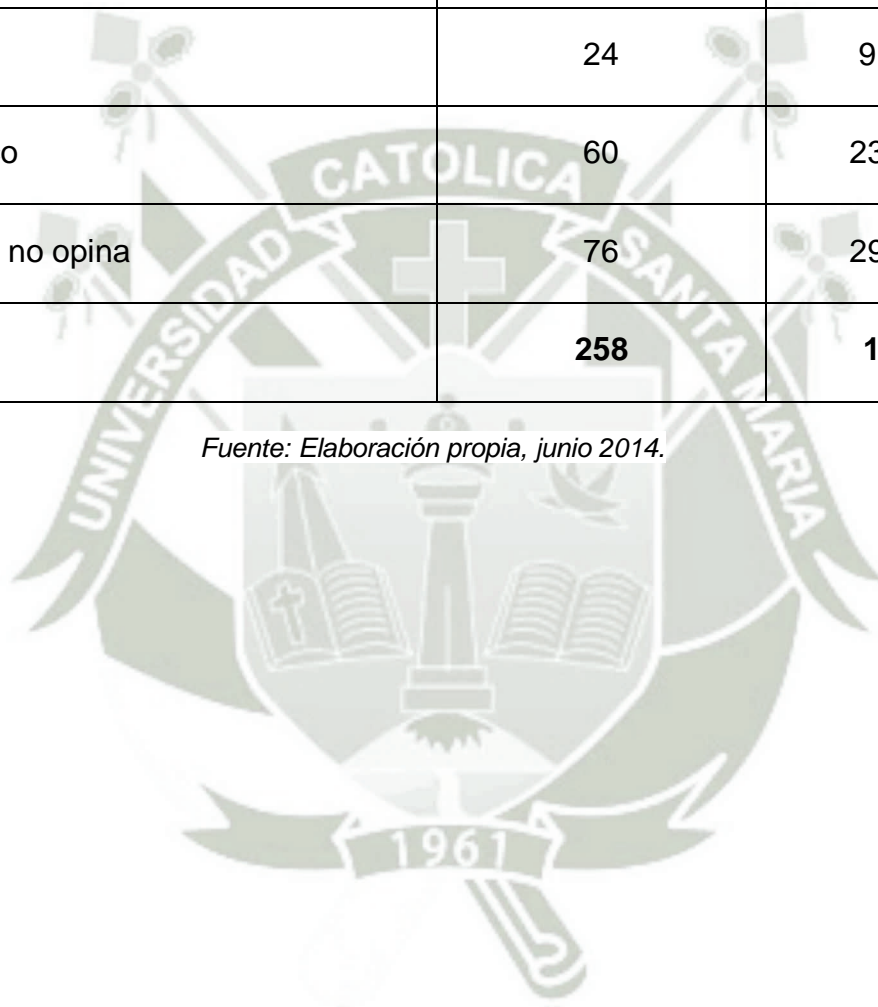 24 9
o 60 23
no opina 76 29
258 1
Fuente: Elaboración propia, junio 2014.
UNIVERSIDAD CATOLICA SANTA MARIA
1961